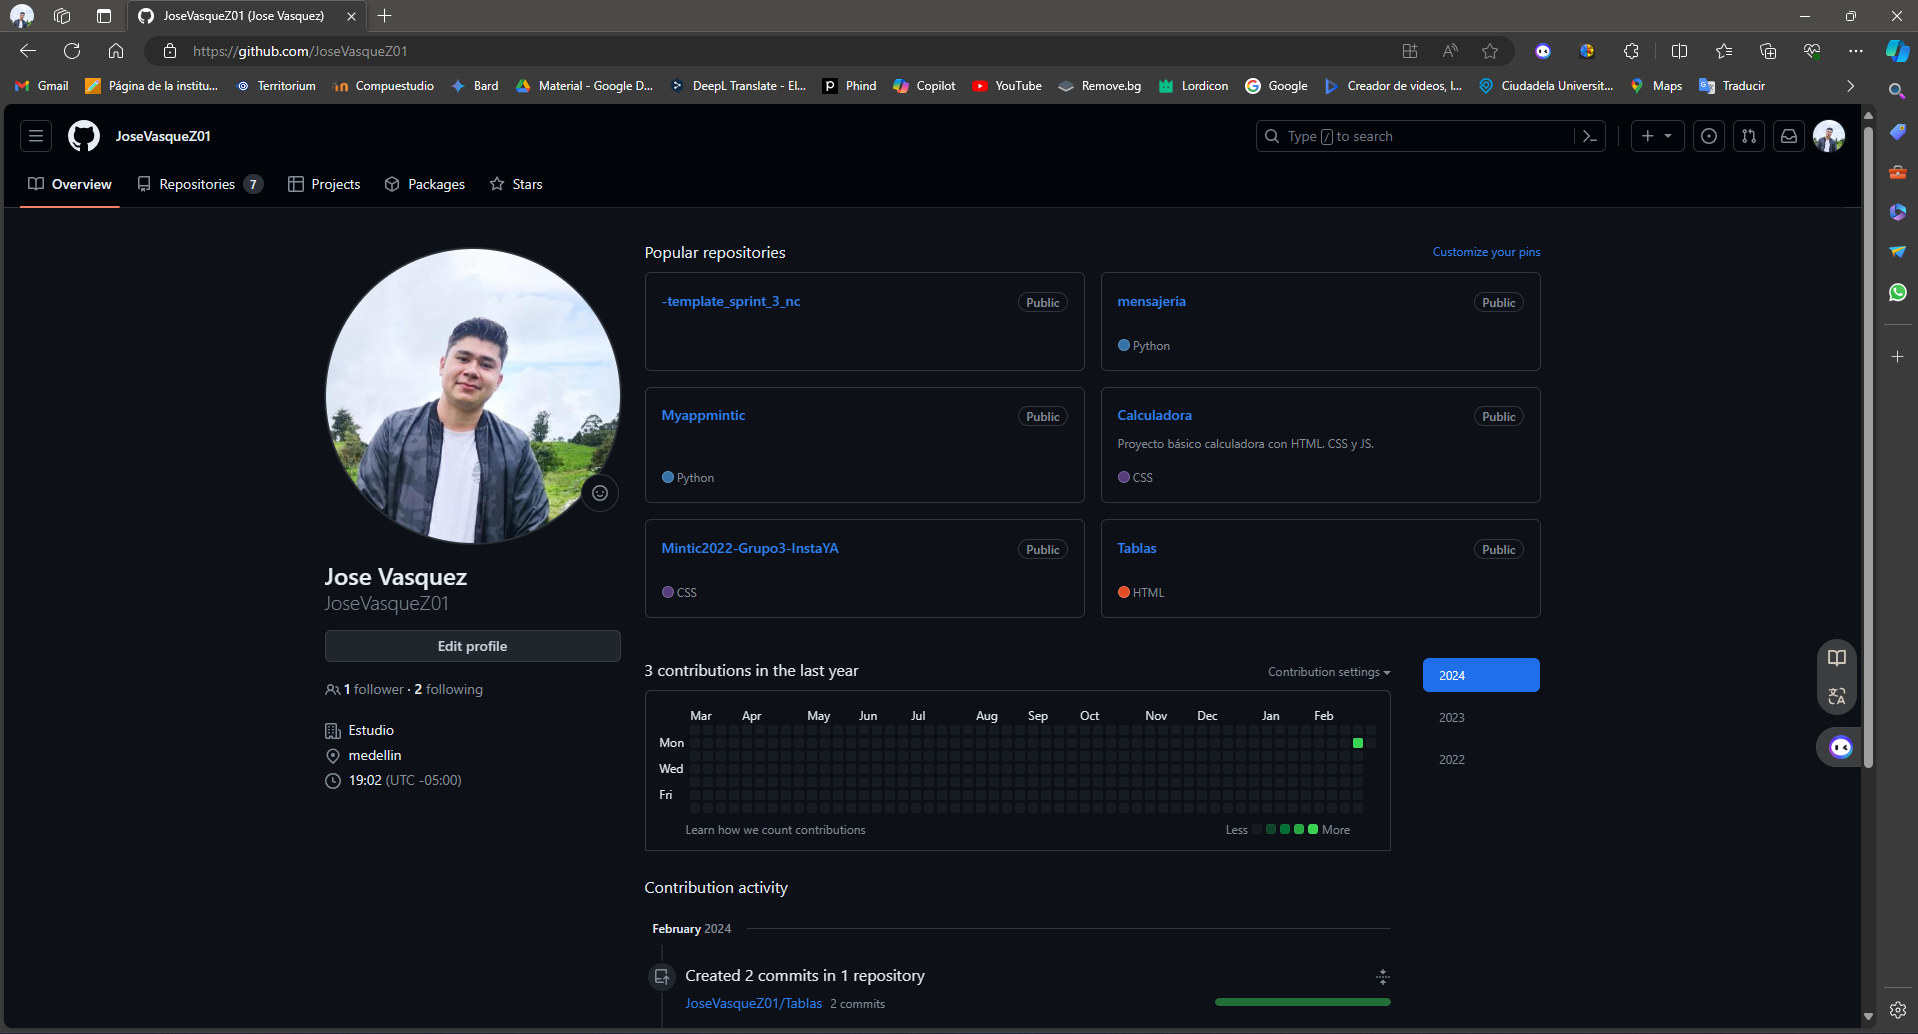 JoseVasqueZ01 (Jose Vasquez)
https://github.com/JoseVasqueZ01
Gmail Página de la institu... Territorium Compuestudio Bard Material - Google D... DeepL Translate - El... Phind Copilot YouTube Remove.bg Lordicon Google Creador de videos, I... Ciudadela Universit... Maps Traducir
JoseVasqueZ01
Type / to search
Overview Repositories 7 Projects Packages Stars
Popular repositories Customize your pins
-template_sprint_3_nc Public
mensajeria Public
Python
Myappmintic Public
Python
Calculadora Public
Proyecto básico calculadora con HTML. CSS y JS.
CSS
Mintic2022-Grupo3-InstaYA Public
CSS
Tablas Public
HTML
Jose Vasquez
JoseVasqueZ01
Edit profile
1 follower · 2 following
Estudio
medellin
19:02 (UTC -05:00)
3 contributions in the last year Contribution settings
2024
2023
2022
Mar Apr May Jun Jul Aug Sep Oct Nov Dec Jan Feb
Mon
Wed
Fri
Learn how we count contributions Less More
Contribution activity
February 2024
Created 2 commits in 1 repository
JoseVasqueZ01/Tablas 2 commits